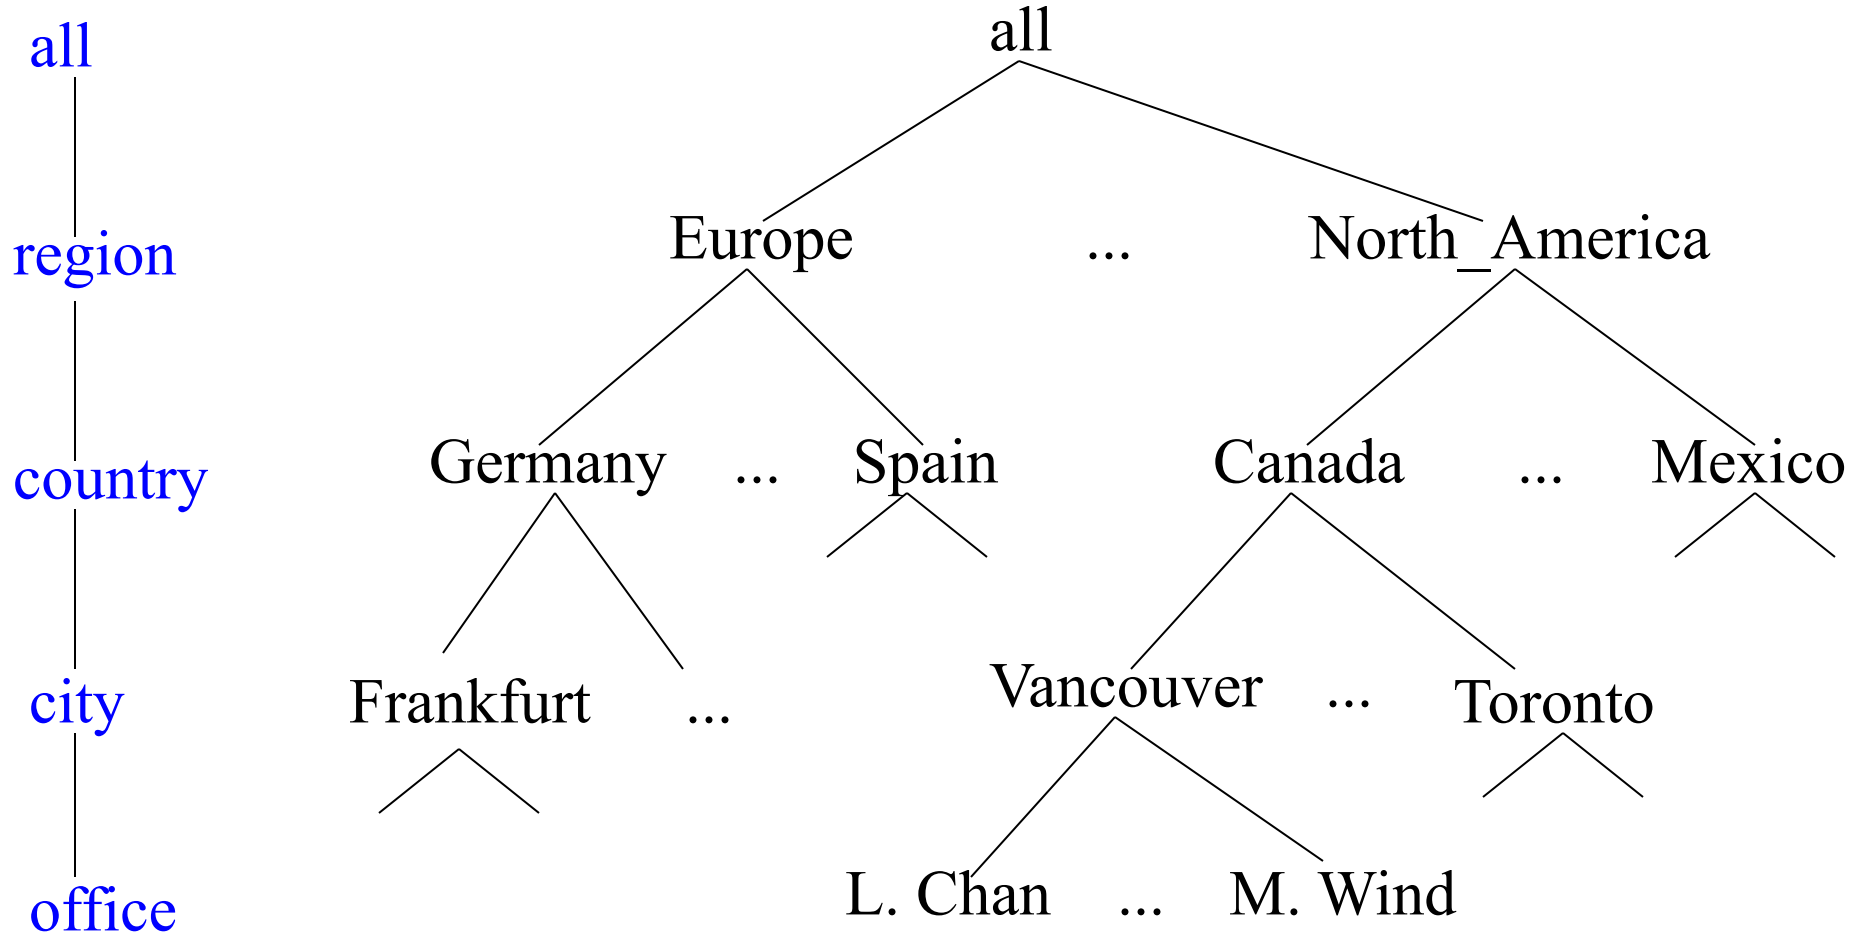 all
all
region
Europe ... North_America
country
Germany ... Spain Canada ... Mexico
city
Frankfurt ... Vancouver ... Toronto
office
L. Chan ... M. Wind